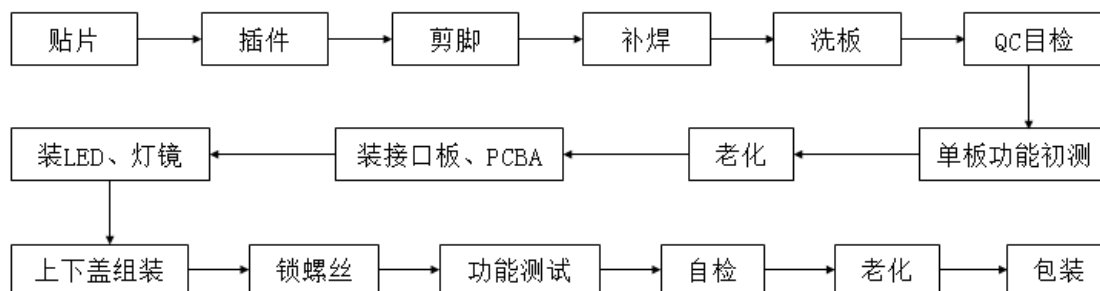 贴片 插件 剪脚 补焊 洗板 QC目检
装LED、灯镜 装接口板、PCBA 老化 单板功能初测
上下盖组装 锁螺丝 功能测试 自检 老化 包装